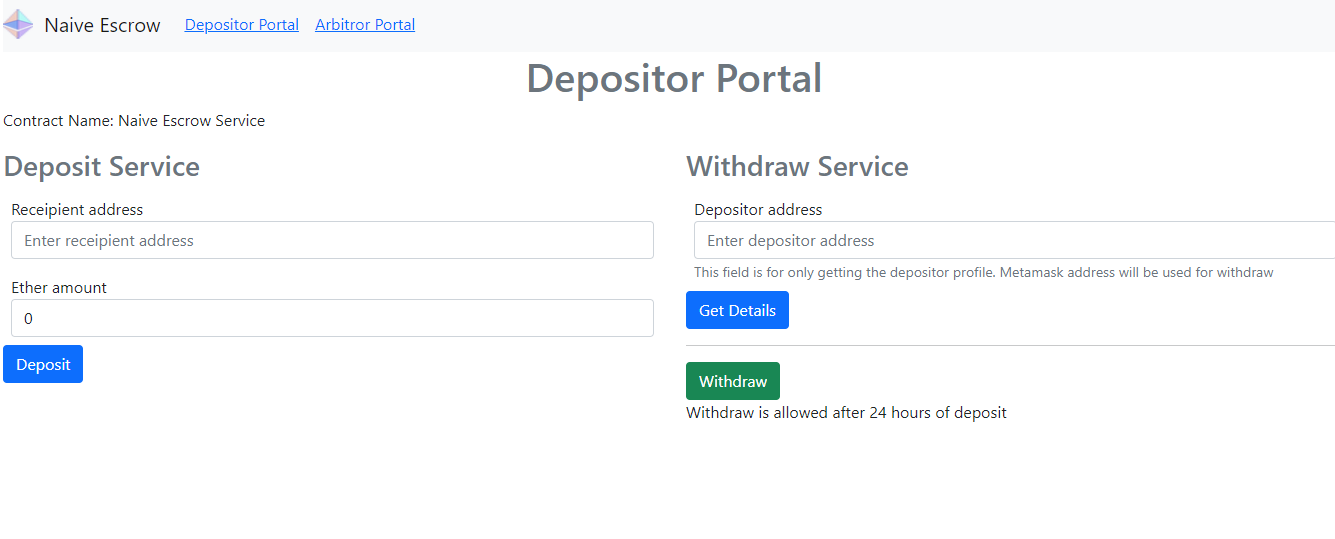 Naive Escrow Depositor Portal Arbitror Portal
Depositor Portal
Contract Name: Naive Escrow Service
Deposit Service
Receipient address
Enter receipient address
Ether amount
0
Deposit
Withdraw Service
Depositor address
Enter depositor address
This field is for only getting the depositor profile. Metamask address will be used for withdraw
Get Details
Withdraw
Withdraw is allowed after 24 hours of deposit